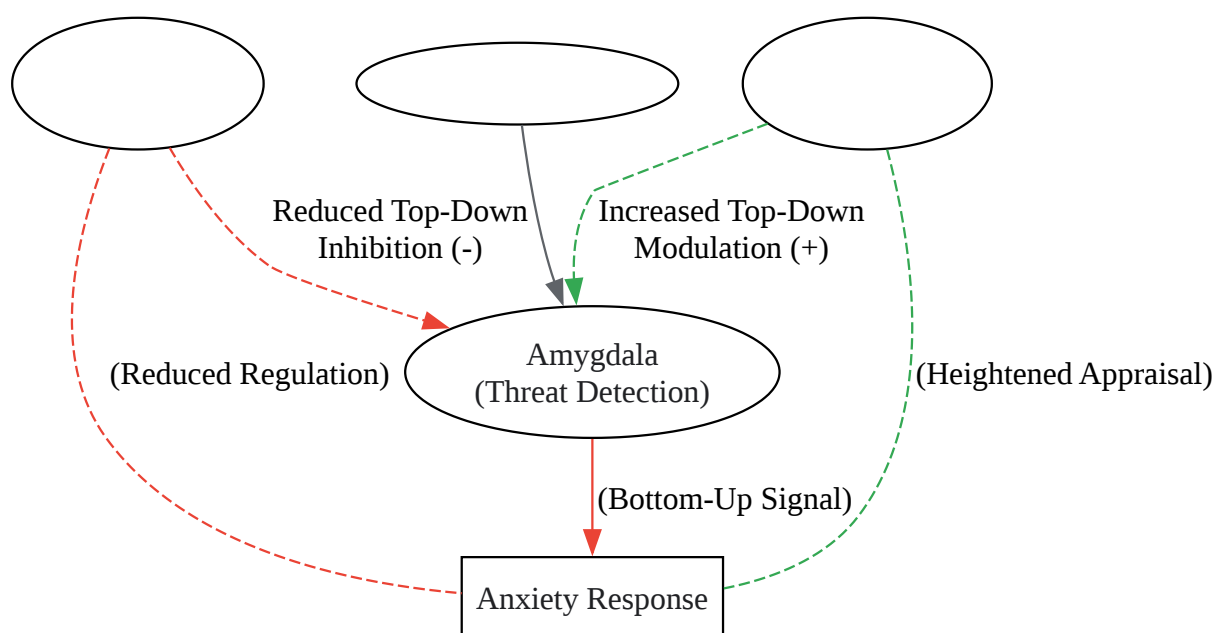 Reduced Top-Down
Inhibition (-)
Increased Top-Down
Modulation (+)
Amygdala
(Threat Detection)
(Reduced Regulation)
(Heightened Appraisal)
(Bottom-Up Signal)
Anxiety Response